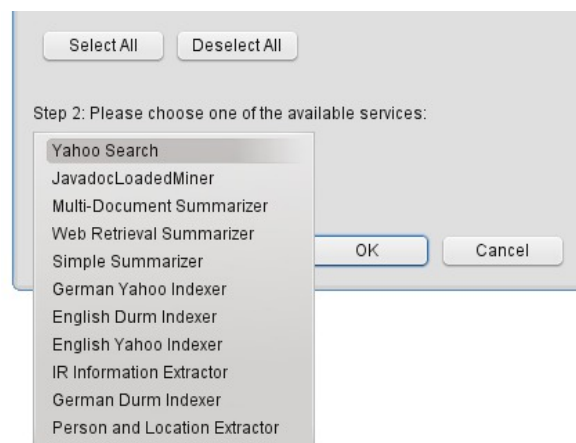 Select All Deselect All
Step 2: Please choose one of the available services:
Yahoo Search
JavadocLoadedMiner
Multi-Document Summarizer
Web Retrieval Summarizer
Simple Summarizer
OK Cancel
German Yahoo Indexer
English Durm Indexer
English Yahoo Indexer
IR Information Extractor
German Durm Indexer
Person and Location Extractor